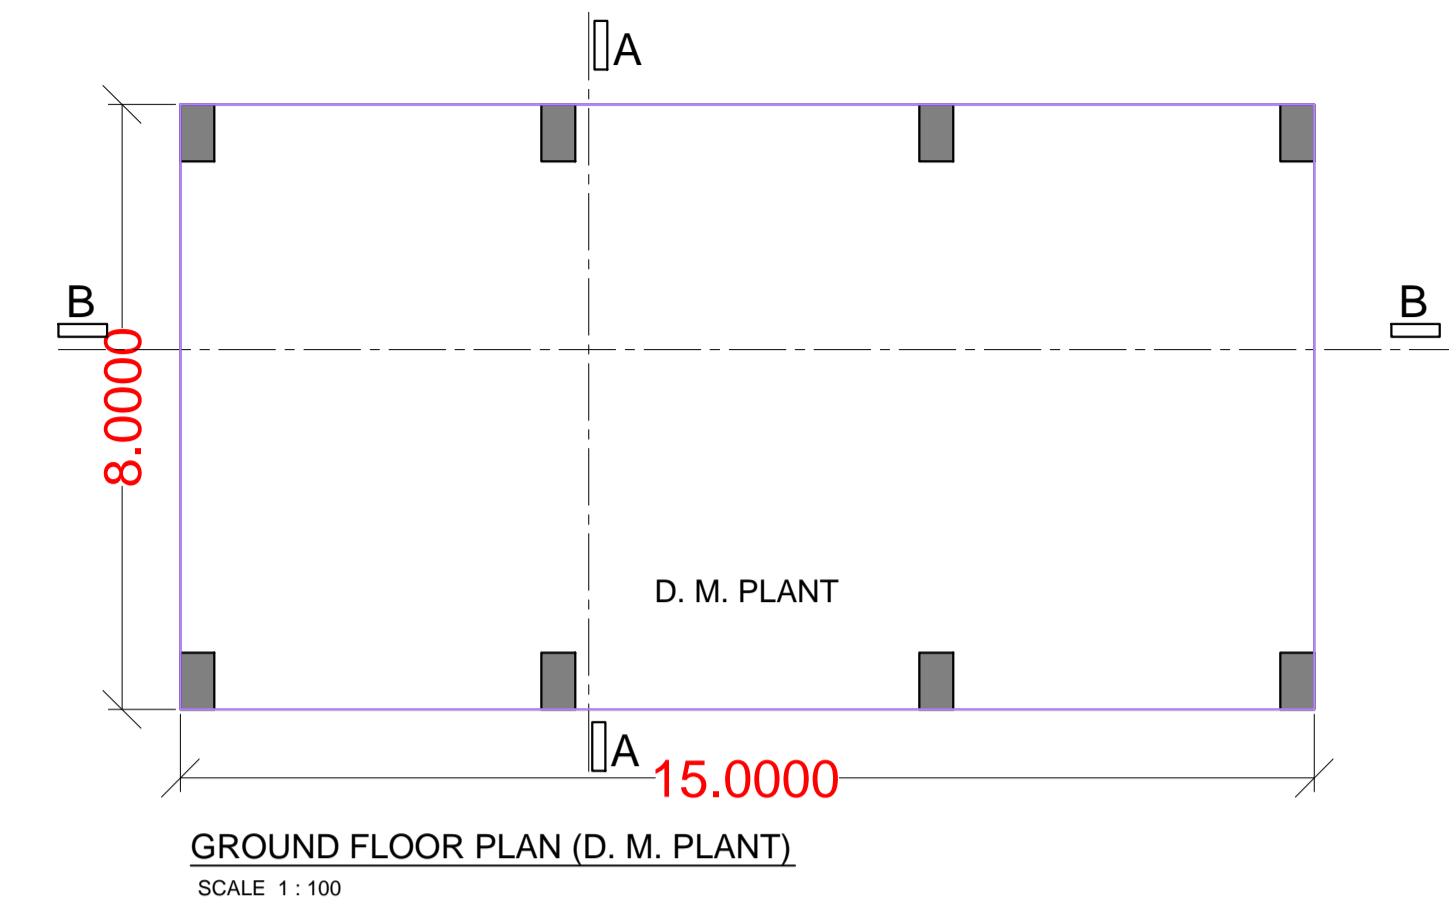 A
B
B
8.0000
D. M. PLANT
A
15.0000
GROUND FLOOR PLAN (D. M. PLANT)
SCALE 1 : 100